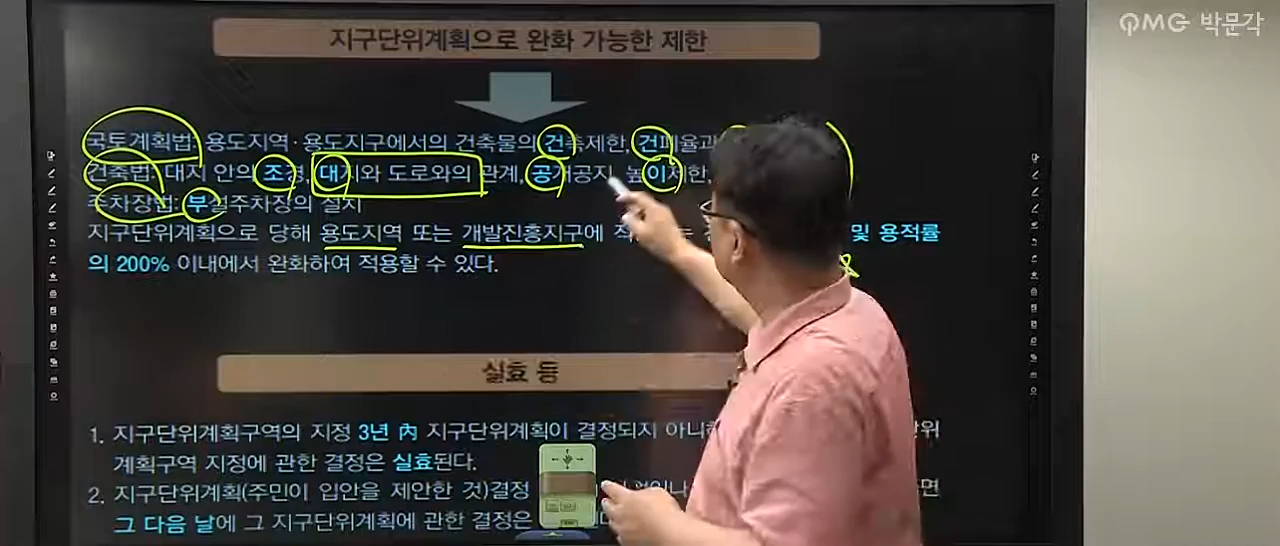 QMG 박문각
지구단위계획으로 완화 가능한 제한
국토계획법: 용도지역·용도지구에서의 건축물의 건축제한, 건폐율과
건축법: 대지 안의 조경, 대지와 도로와의 관계, 공개공지, 높이제한,
주차장법: 부설주차장의 설치
지구단위계획으로 당해 용도지역 또는 개발진흥지구에 및 용적률
의 200% 이내에서 완화하여 적용할 수 있다.
실효 등
1. 지구단위계획구역의 지정 3년 內 지구단위계획이 결정되지
계획구역 지정에 관한 결정은 실효된다.
2. 지구단위계획(주민이 입안을 제안한 것)결정
그 다음 날에 그 지구단위계획에 관한 결정은